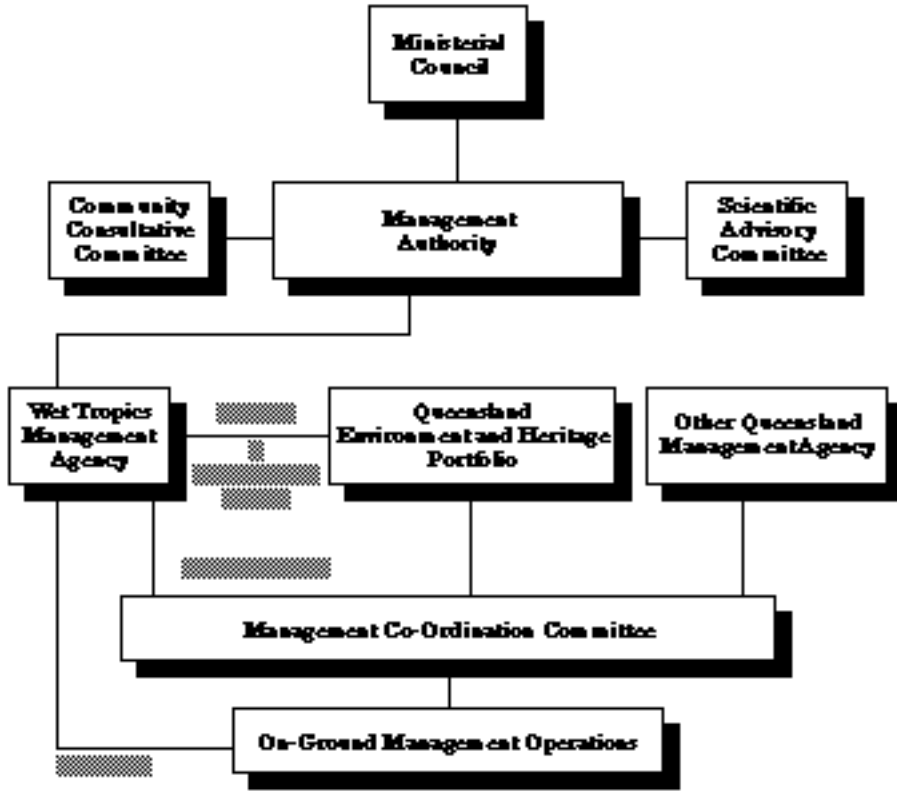 Ministerial
Council
Community
Consultative
Committee
Management
Authority
Scientific
Advisory
Committee
Wet Tropics
Management
Agency
Queensland
Environment and Heritage
Portfolio
Other Queensland
Management Agency
Management Co-Ordination Committee
On-Ground Management Operations